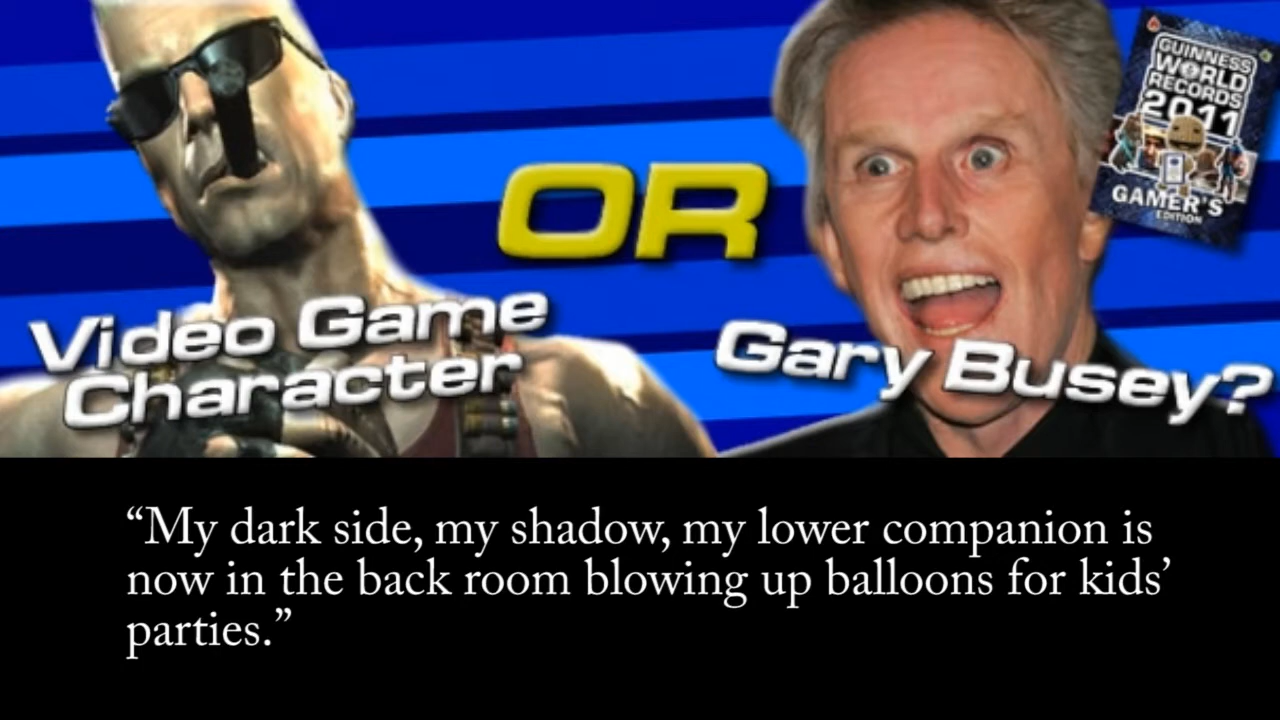 GUINNESS
WORLD
RECORDS
2011
GAMER'S
EDITION
OR
Video Game
Character
Gary Busey?
“My dark side, my shadow, my lower companion is
now in the back room blowing up balloons for kids’
parties.”